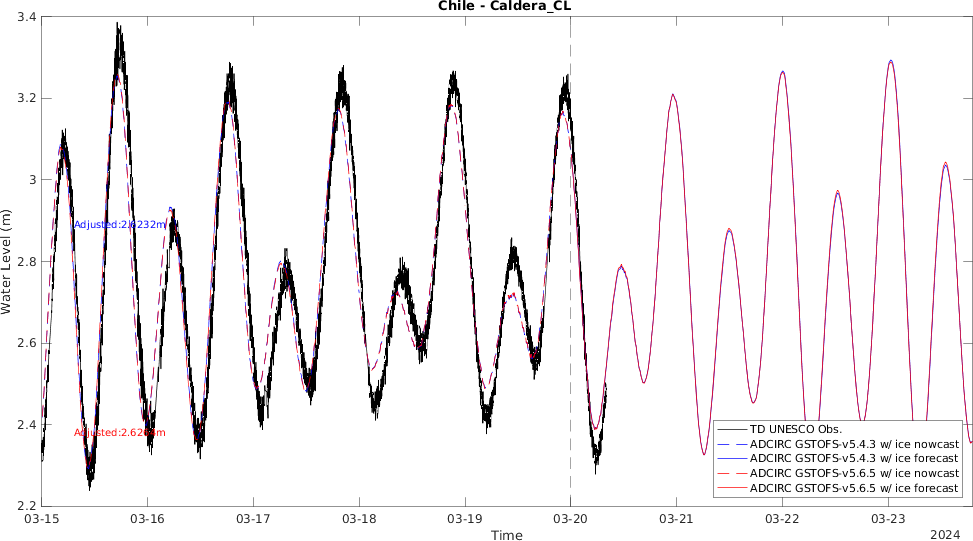 Chile - Caldera_CL
3.4
3.2
3
2.8
2.6
2.4
2.2
Water Level (m)
Adjusted:2.6232m
03-15
03-16
03-17
03-18
03-19
03-20
03-21
03-22
03-23
Time
2024
TD UNESCO Obs.
ADCIRC GSTOFS-v5.4.3 w/ ice nowcast
ADCIRC GSTOFS-v5.4.3 w/ ice forecast
ADCIRC GSTOFS-v5.6.5 w/ ice nowcast
ADCIRC GSTOFS-v5.6.5 w/ ice forecast